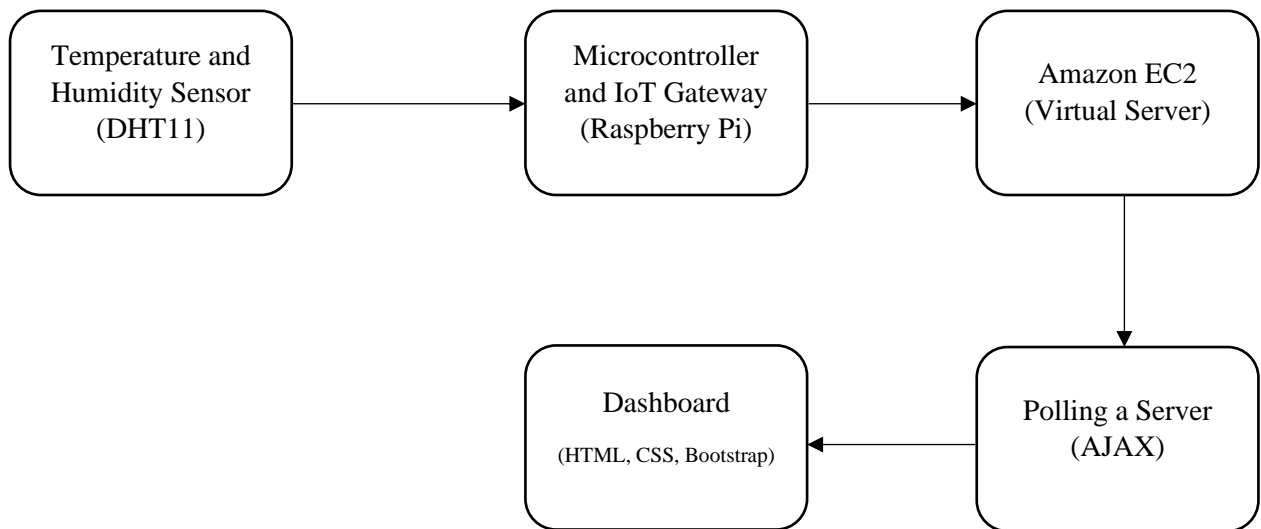 Temperature and
Humidity Sensor
(DHT11)
Microcontroller
and IoT Gateway
(Raspberry Pi)
Amazon EC2
(Virtual Server)
Dashboard
(HTML, CSS, Bootstrap)
Polling a Server
(AJAX)